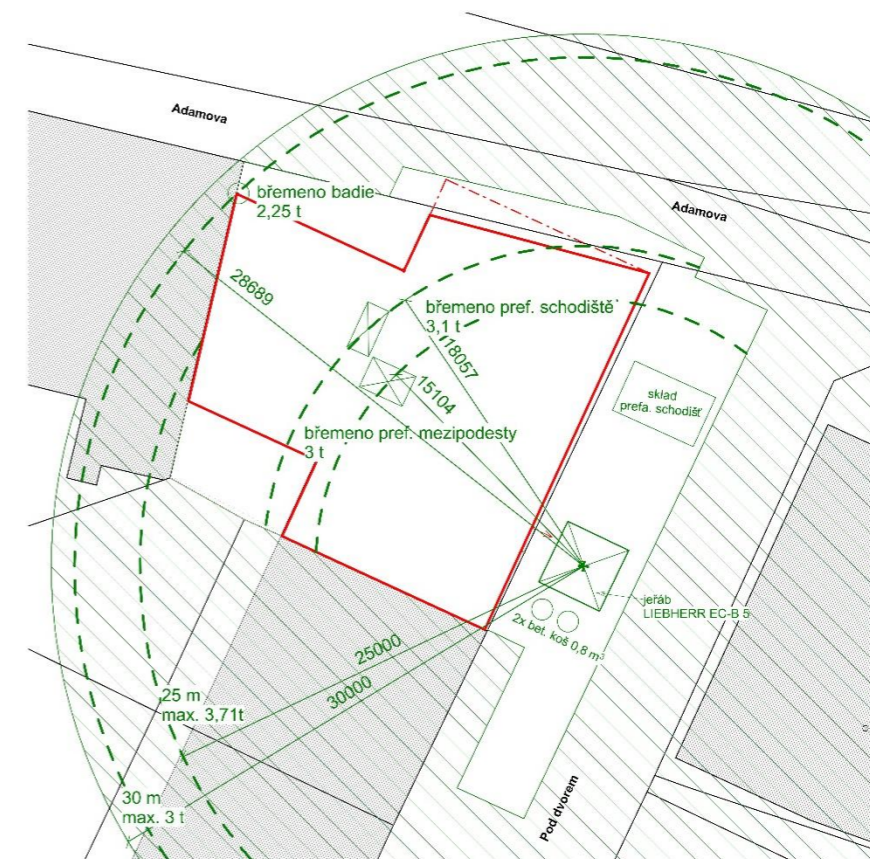 Adamova
Adamova
břemeno badie
2,25 t
28689
břemeno pref. schodiště
3,1 t
18057
15104
sklad
prefa. schodišť
břemeno pref. mezipodesty
3 t
jeřáb
LIEBHERR EC-B 5
2x bet. koš 0,8 m³
25000
30000
25 m
max. 3,71t
30 m
max. 3 t
Pod dvorem